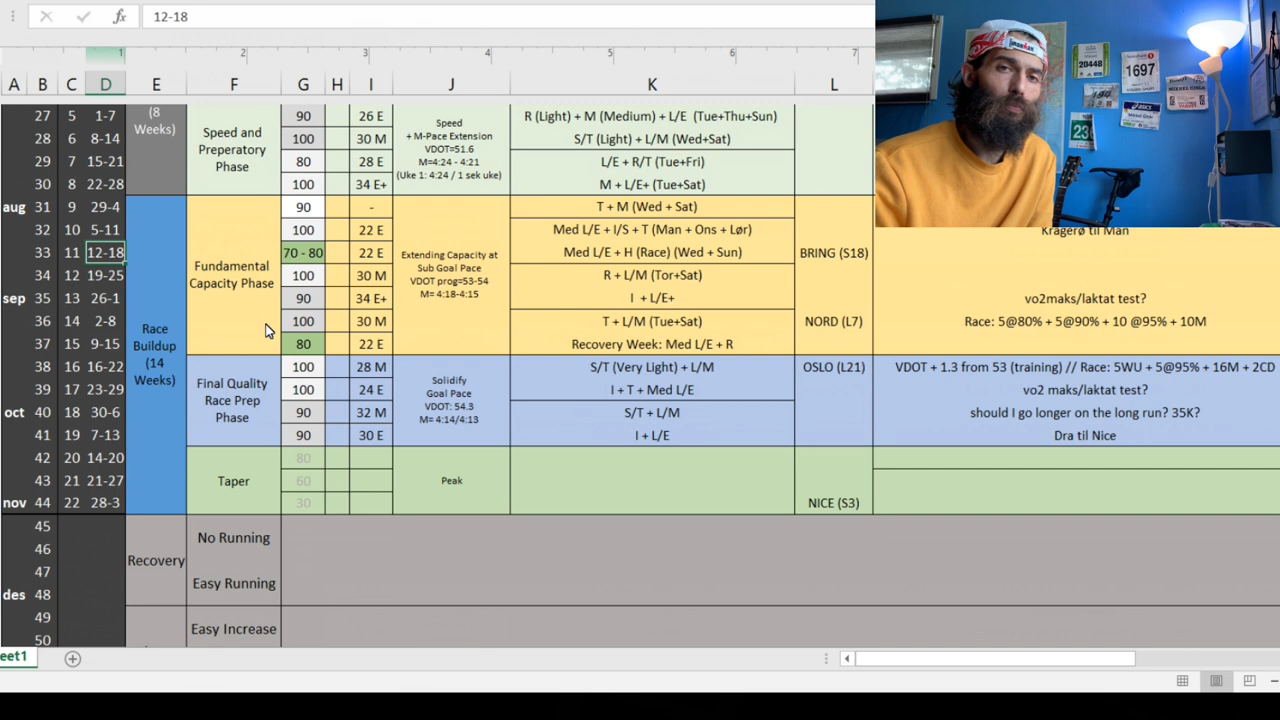 12-18
1 2 3 4 5 6 7
A B C D E F G H I J K L
27 5 1-7 (8 Weeks) Speed and Preperatory Phase 90 26 E Speed + M-Pace Extension VDOT=51.6 M=4:24 - 4:21 (Uke 1: 4:24 / 1 sek uke) R (Light) + M (Medium) + L/E (Tue+Thu+Sun)
28 6 8-14 100 30 M S/T (Light) + L/M (Wed+Sat)
29 7 15-21 80 28 E L/E + R/T (Tue+Fri)
30 8 22-28 100 34 E+ M + L/E+ (Tue+Sat)
aug 31 9 29-4 Race Buildup (14 Weeks) Fundamental Capacity Phase 90 - Extending Capacity at Sub Goal Pace VDOT prog=53-54 M= 4:18-4:15 T + M (Wed + Sat)
32 10 5-11 100 22 E Med L/E + I/S + T (Man + Ons + Lør) Kragerø til Man
33 11 12-18 70 - 80 22 E Med L/E + H (Race) (Wed + Sun) BRING (S18)
34 12 19-25 100 30 M R + L/M (Tor+Sat)
sep 35 13 26-1 90 34 E+ I + L/E+ vo2maks/laktat test?
36 14 2-8 100 30 M T + L/M (Tue+Sat) NORD (L7) Race: 5@80% + 5@90% + 10 @95% + 10M
37 15 9-15 80 22 E Recovery Week: Med L/E + R
38 16 16-22 Final Quality Race Prep Phase 100 28 M Solidify Goal Pace VDOT: 54.3 M= 4:14/4:13 S/T (Very Light) + L/M OSLO (L21) VDOT + 1.3 from 53 (training) // Race: 5WU + 5@95% + 16M + 2CD
39 17 23-29 100 24 E I + T + Med L/E vo2 maks/laktat test?
oct 40 18 30-6 90 32 M S/T + L/M should I go longer on the long run? 35K?
41 19 7-13 90 30 E I + L/E Dra til Nice
42 20 14-20 Taper 80 Peak
43 21 21-27 60
nov 44 22 28-3 30 NICE (S3)
45 Recovery No Running
46
47 Easy Running
des 48
49 Easy Increase
50
eet1
20448
1697
194
ASICS
23